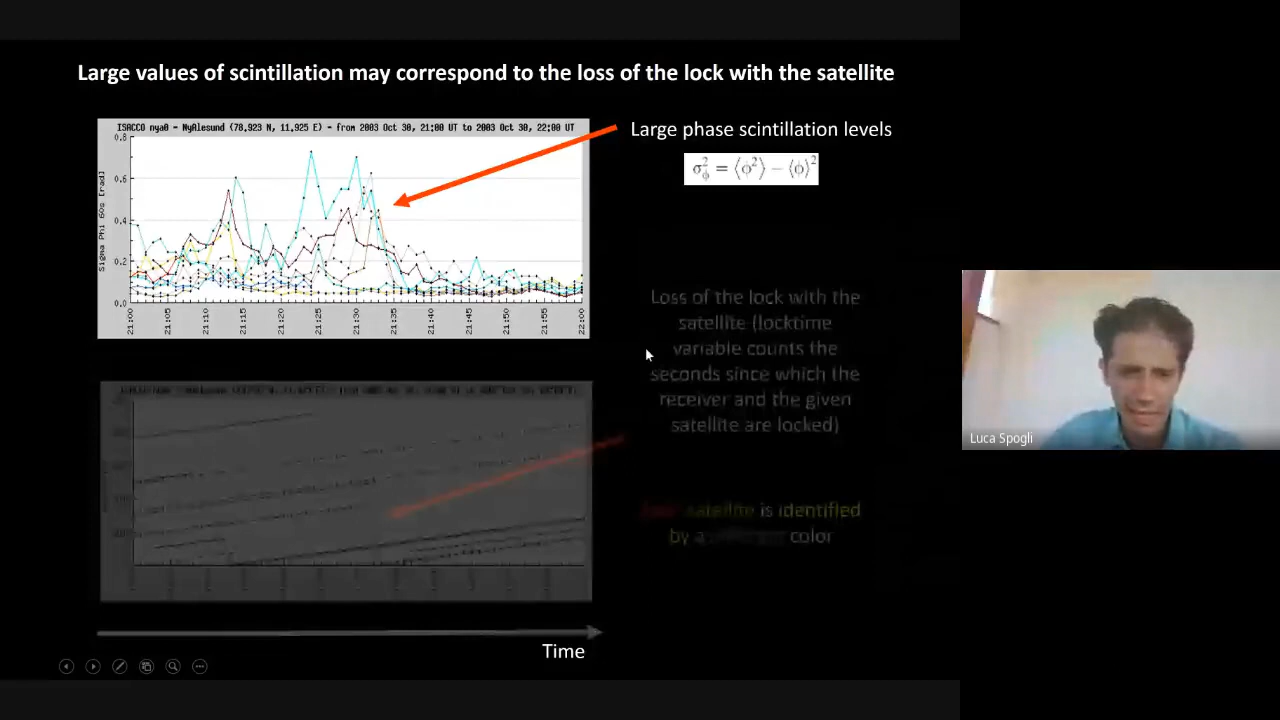 Large values of scintillation may correspond to the loss of the lock with the satellite
ISACCO nya0 - NyAlesund (78.923 N, 11.925 E) - from 2003 Oct 30, 21:00 UT to 2003 Oct 30, 22:00 UT
Large phase scintillation levels
σ²ϕ = ⟨ϕ²⟩ − ⟨ϕ⟩²
Sigma Phi 60s [rad]
0.8
0.6
0.4
0.2
0.0
21:00 21:05 21:10 21:15 21:20 21:25 21:30 21:35 21:40 21:45 21:50 21:55 22:00
Loss of the lock with the
satellite (locktime
variable counts the
seconds since which the
receiver and the given
satellite are locked)
satellite is identified
by a different color
Time
Luca Spogli